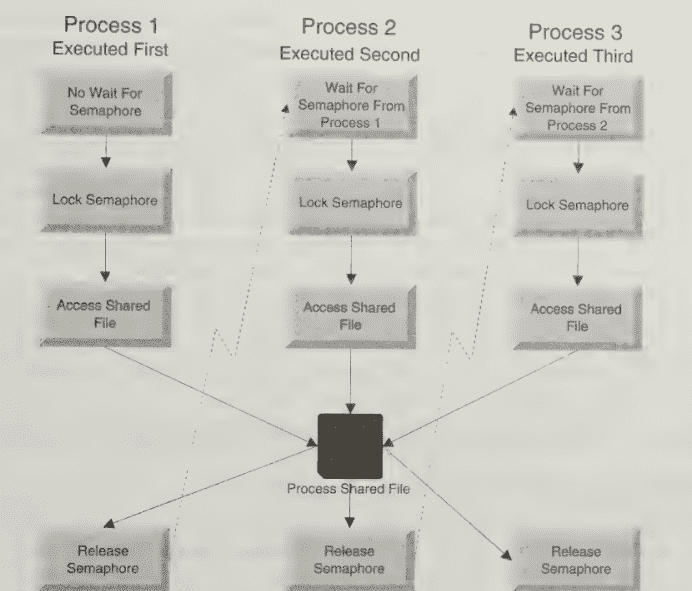 Process 1
Executed First
No Wait For
Semaphore
Lock Semaphore
Access Shared
File
Process 2
Executed Second
Wait For
Semaphore From
Process 1
Lock Semaphore
Access Shared
File
Process 3
Executed Third
Wait For
Semaphore From
Process 2
Lock Semaphore
Access Shared
File
Process Shared File
Release
Semaphore
Release
Semaphore
Release
Semaphore